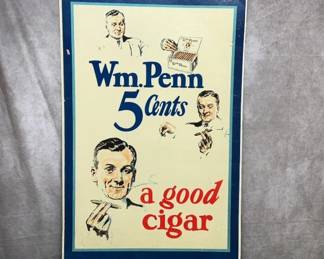 Wm. Penn
5 Cents
a good
cigar